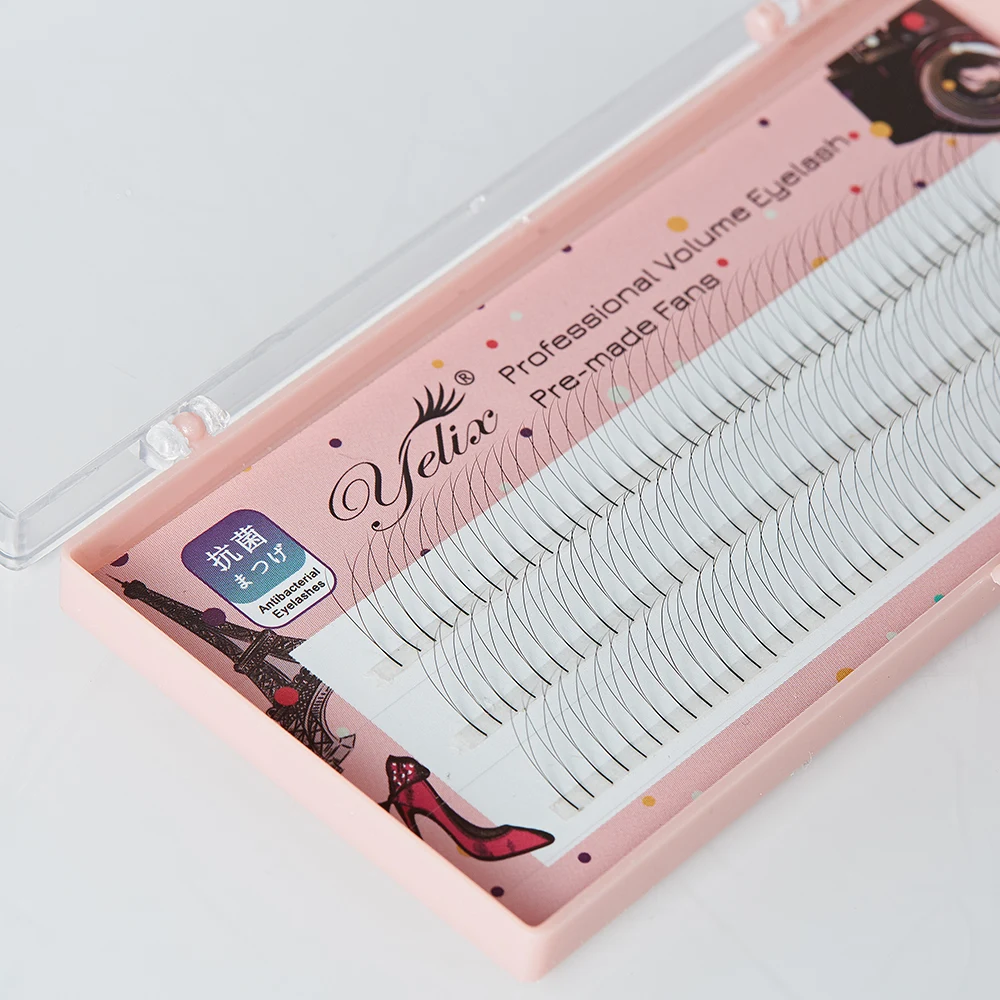 Professional Volume Eyelash
Pre-made Fans
Yelix®
抗菌
まつげ
Antibacterial
Eyelashes